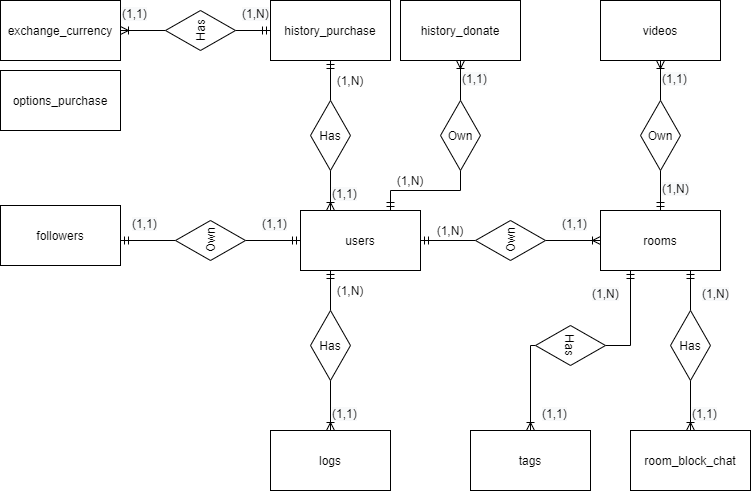 (1,1)
(1,N)
exchange_currency
Has
history_purchase
history_donate
videos
options_purchase
(1,N)
(1,1)
(1,1)
Has
Own
Own
(1,1)
(1,N)
(1,N)
followers
(1,1)
Own
(1,1)
users
(1,N)
Own
(1,1)
rooms
(1,N)
(1,N)
(1,N)
Has
Has
Has
(1,1)
(1,1)
(1,1)
logs
tags
room_block_chat